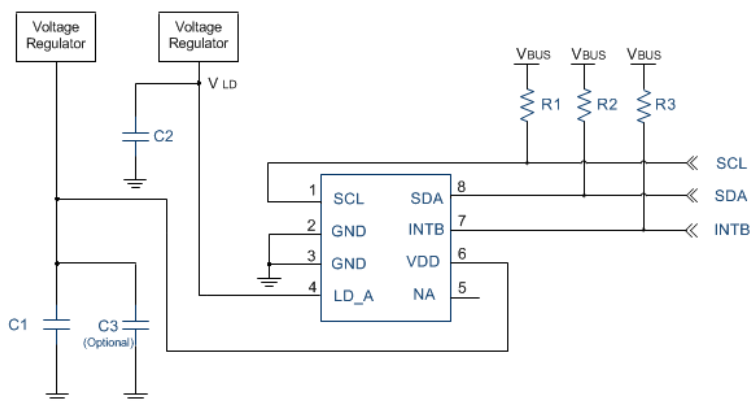 Voltage
Regulator
Voltage
Regulator
VBUS
VBUS
VBUS
V LD
R1
R2
R3
C2
SCL
1
SCL
SDA
8
SDA
2
GND
INTB
7
INTB
3
GND
VDD
6
4
LD_A
NA
5
C1
C3
(Optional)